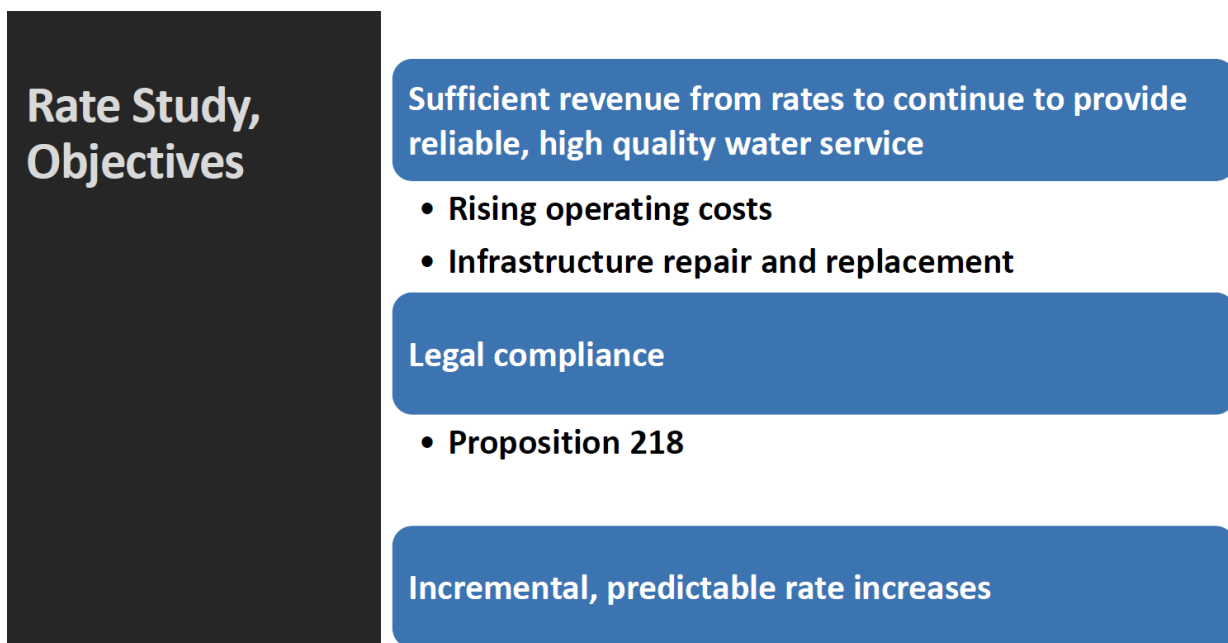 Rate Study,
Objectives
Sufficient revenue from rates to continue to provide
reliable, high quality water service
• Rising operating costs
• Infrastructure repair and replacement
Legal compliance
• Proposition 218
Incremental, predictable rate increases